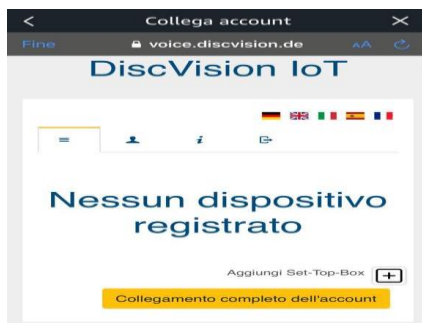 Collega account
Fine voice.discvision.de AA
DiscVision IoT
Nessun dispositivo
registrato
Aggiungi Set-Top-Box
Collegamento completo dell'account